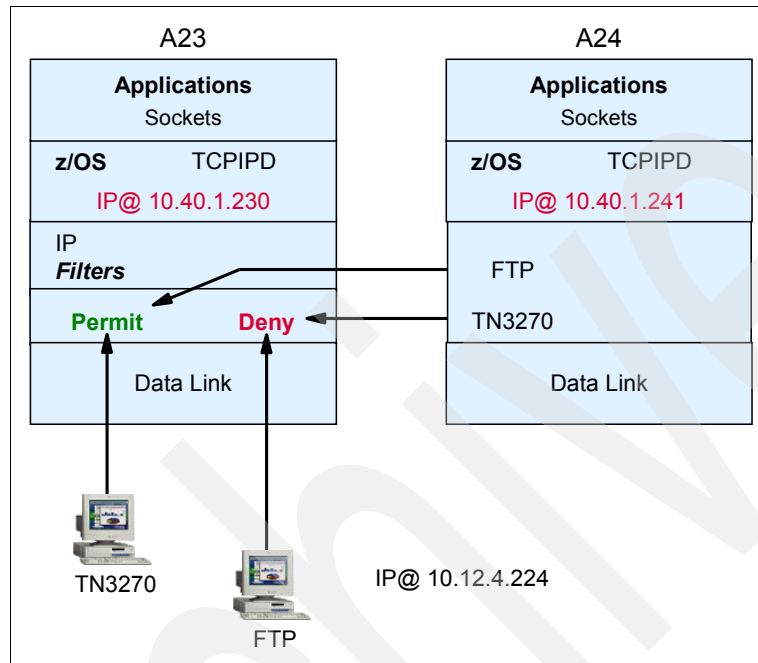 A23
Applications
Sockets
z/OS TCPIPD
IP@ 10.40.1.230
IP
Filters
Permit Deny
Data Link
TN3270
FTP
IP@ 10.12.4.224
A24
Applications
Sockets
z/OS TCPIPD
IP@ 10.40.1.241
FTP
TN3270
Data Link